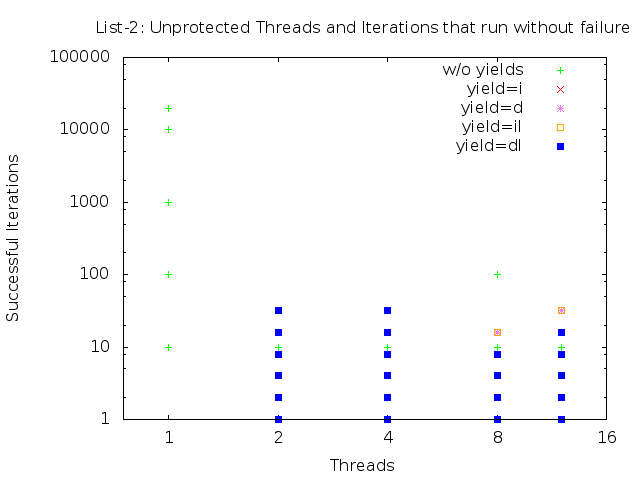 List-2: Unprotected Threads and Iterations that run without failure
100000
10000
1000
100
10
1
Successful Iterations
w/o yields
yield=i
yield=d
yield=il
yield=dl
1 2 4 8 16
Threads